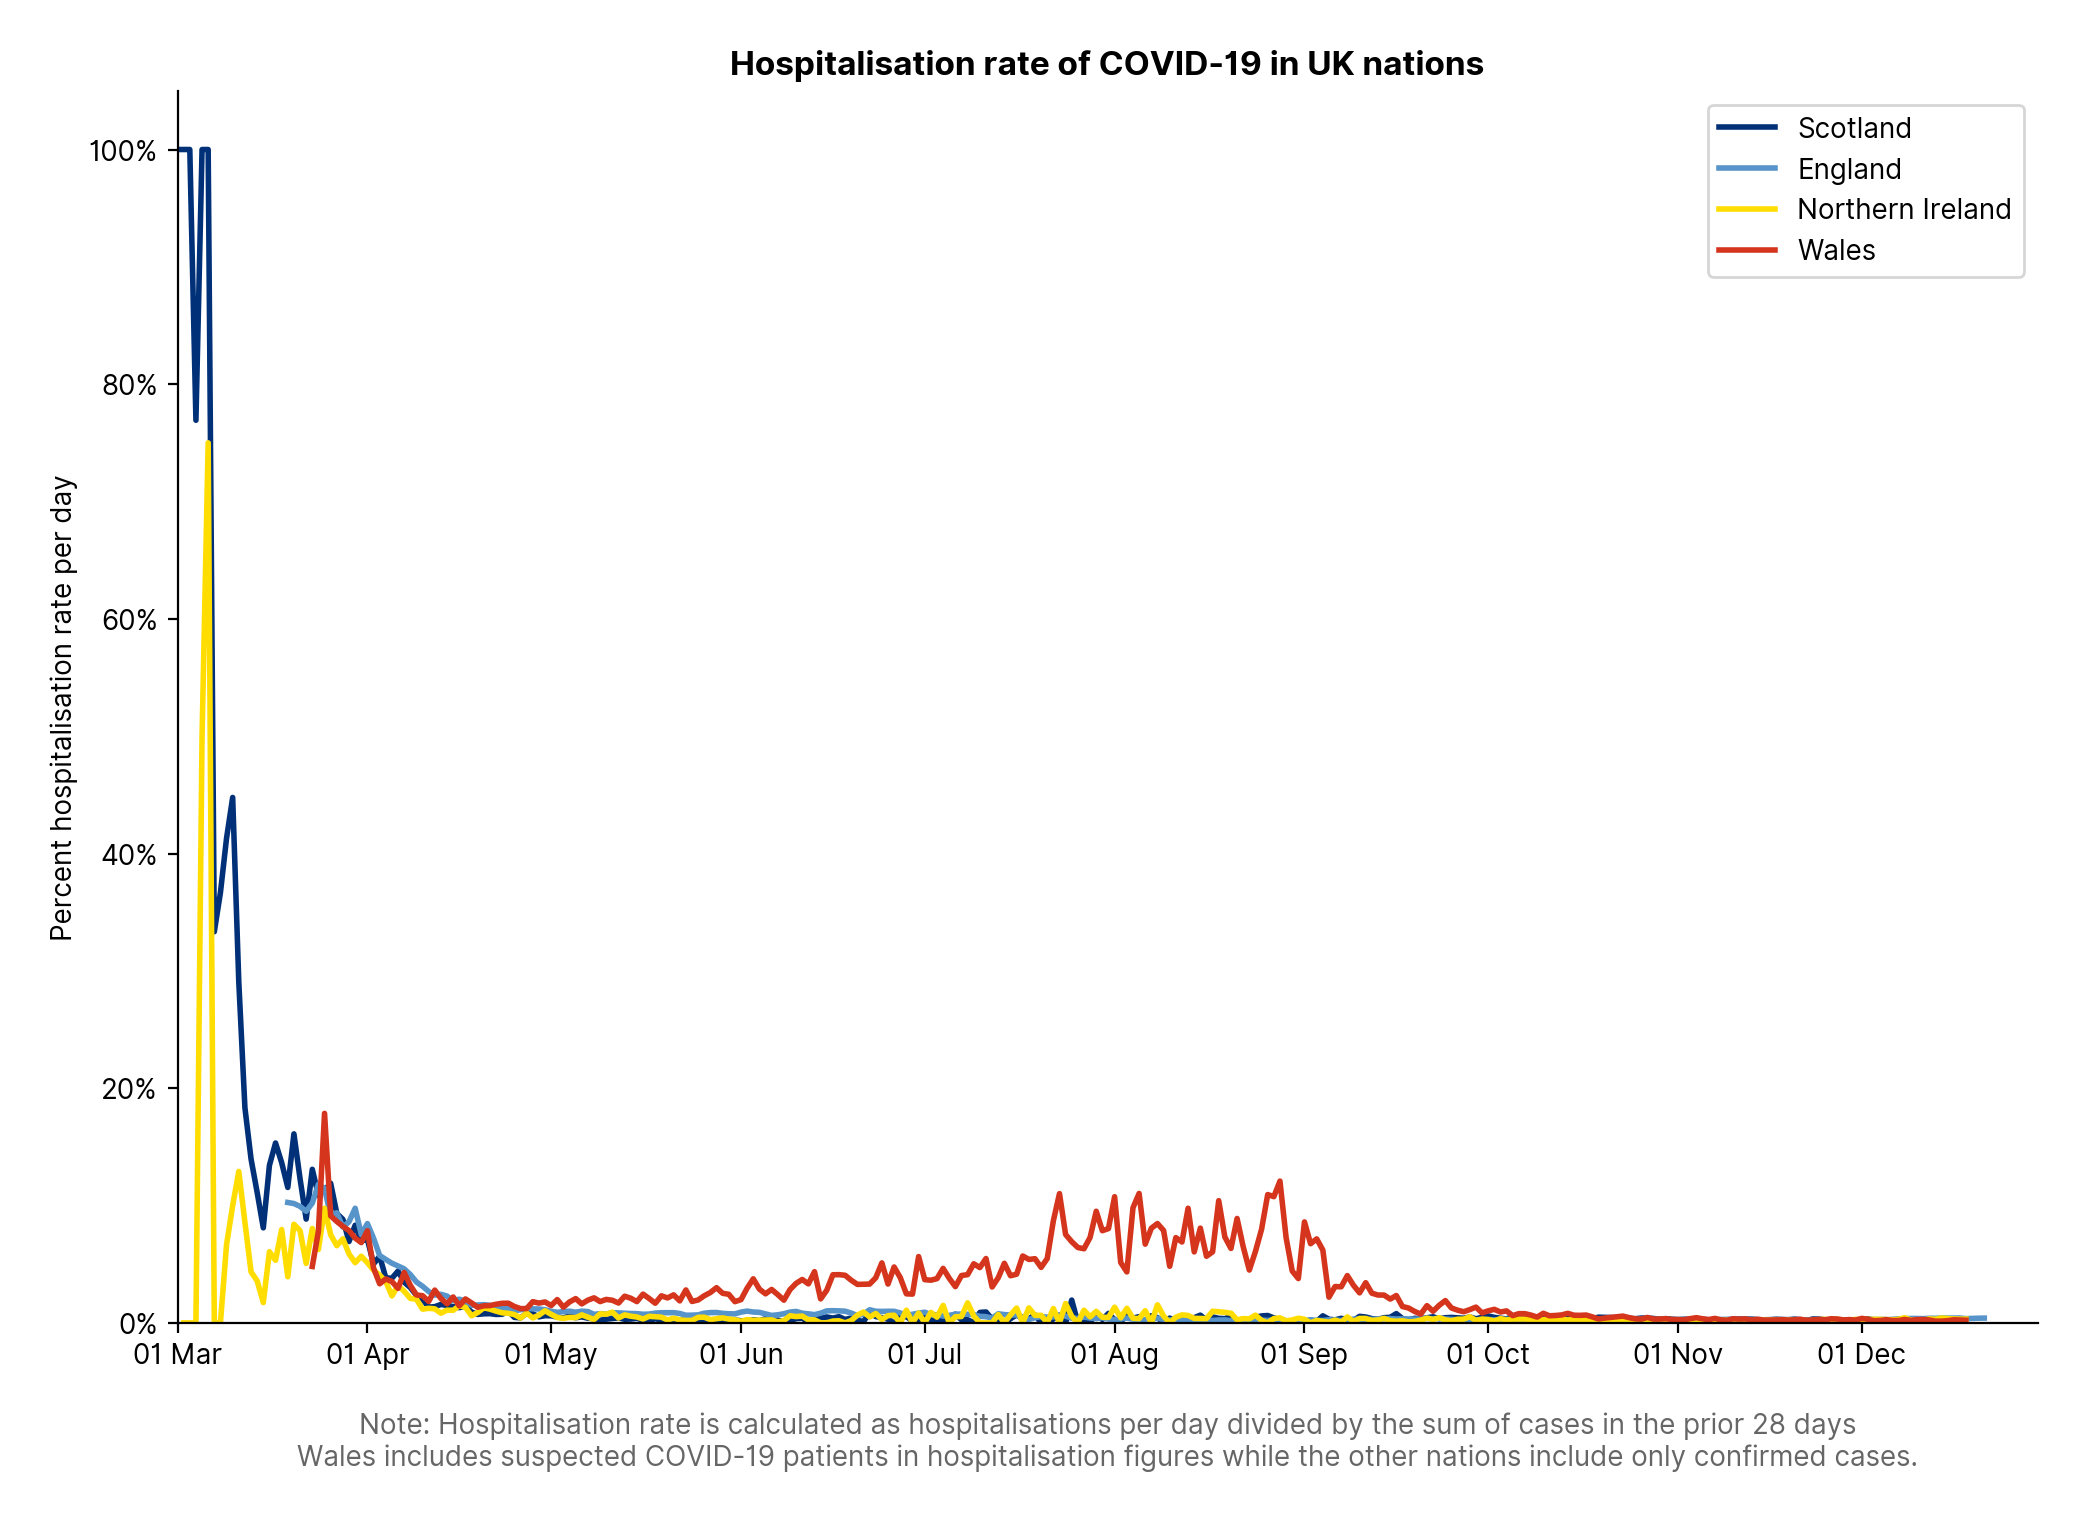 Hospitalisation rate of COVID-19 in UK nations
Scotland
England
Northern Ireland
Wales
Percent hospitalisation rate per day
100%
80%
60%
40%
20%
0%
01 Mar
01 Apr
01 May
01 Jun
01 Jul
01 Aug
01 Sep
01 Oct
01 Nov
01 Dec
Note: Hospitalisation rate is calculated as hospitalisations per day divided by the sum of cases in the prior 28 days
Wales includes suspected COVID-19 patients in hospitalisation figures while the other nations include only confirmed cases.